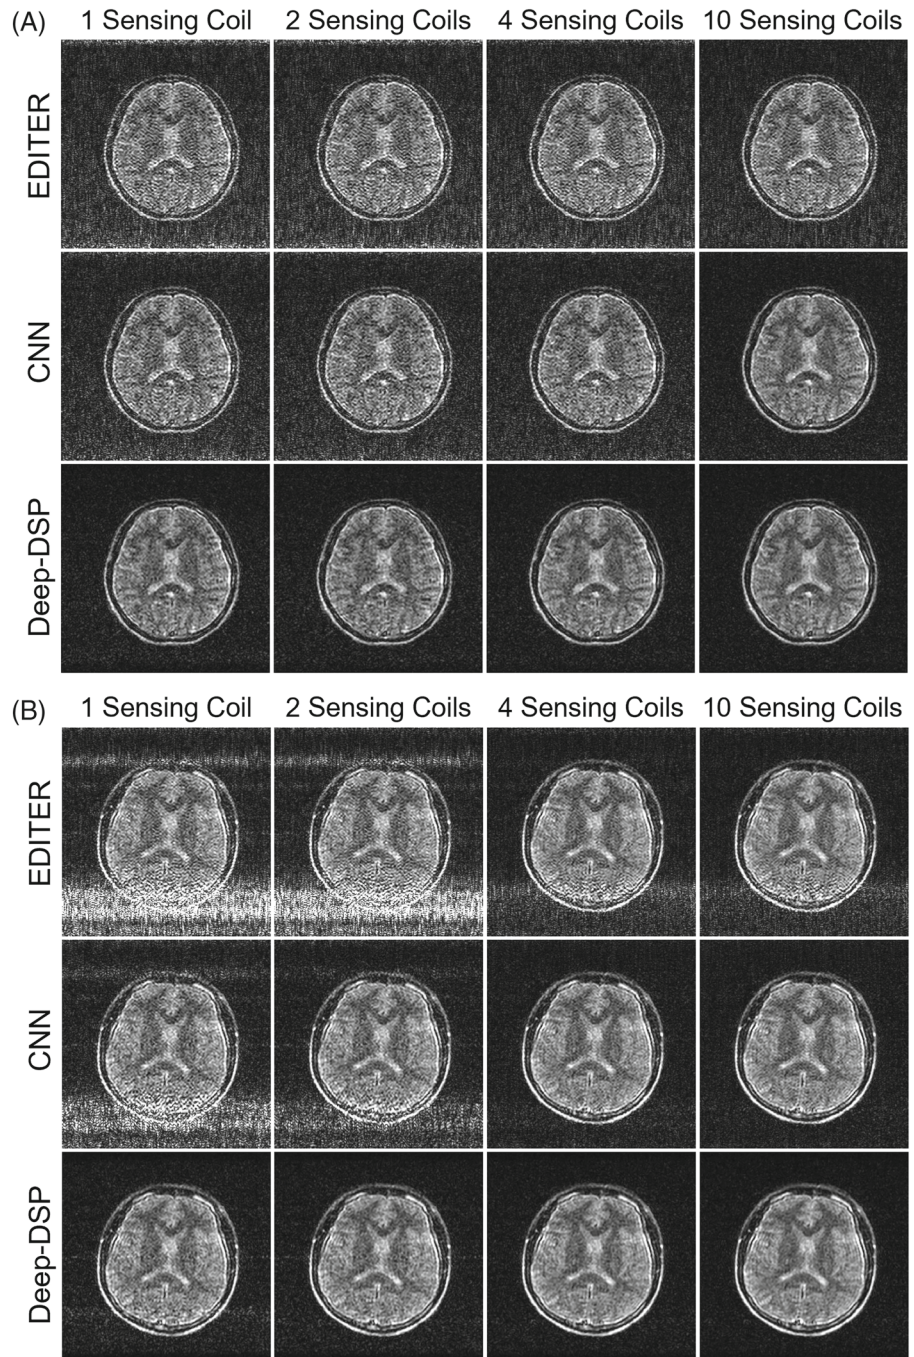 (A) 1 Sensing Coil 2 Sensing Coils 4 Sensing Coils 10 Sensing Coils
EDITER
CNN
Deep-DSP
(B) 1 Sensing Coil 2 Sensing Coils 4 Sensing Coils 10 Sensing Coils
EDITER
CNN
Deep-DSP